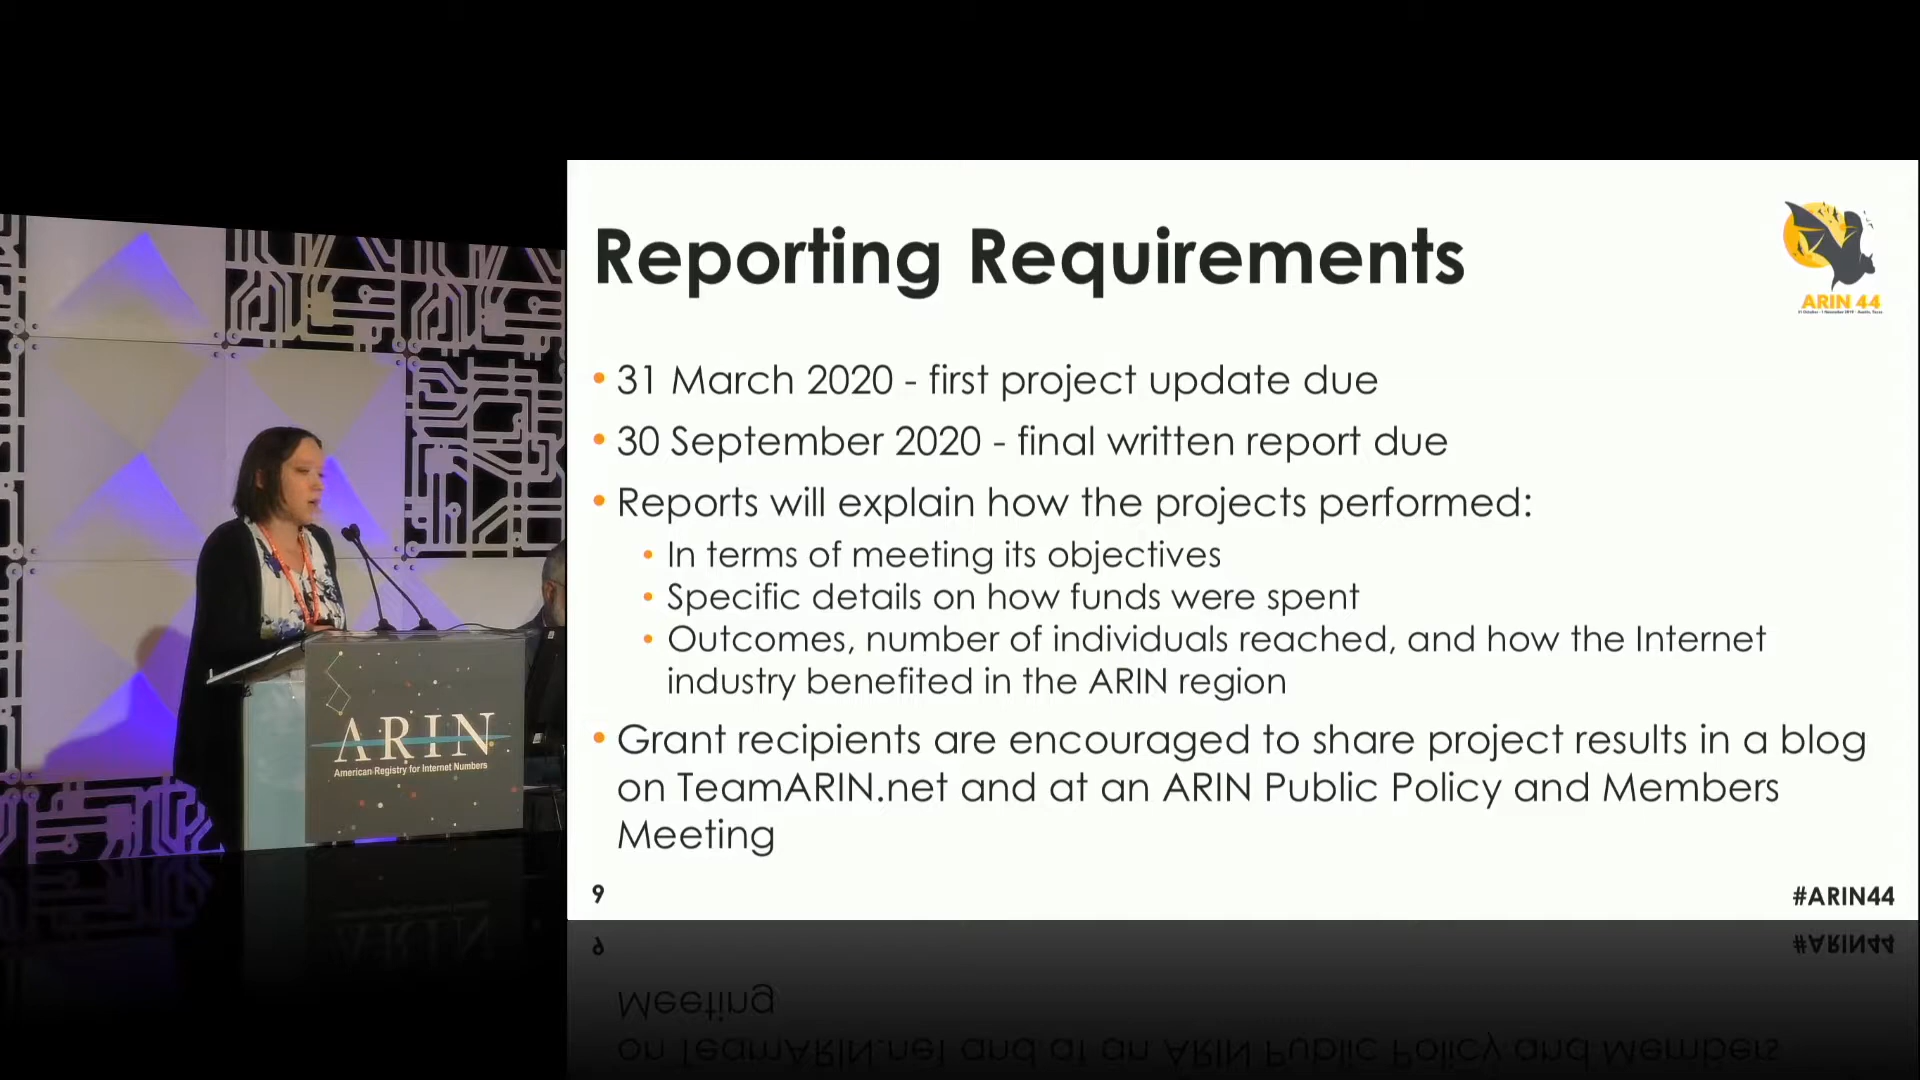 Reporting Requirements
ARIN 44
• 31 March 2020 - first project update due
• 30 September 2020 - final written report due
• Reports will explain how the projects performed:
• In terms of meeting its objectives
• Specific details on how funds were spent
• Outcomes, number of individuals reached, and how the Internet
industry benefited in the ARIN region
• Grant recipients are encouraged to share project results in a blog
on TeamARIN.net and at an ARIN Public Policy and Members
Meeting
9
#ARIN44
ARIN
American Registry for Internet Numbers